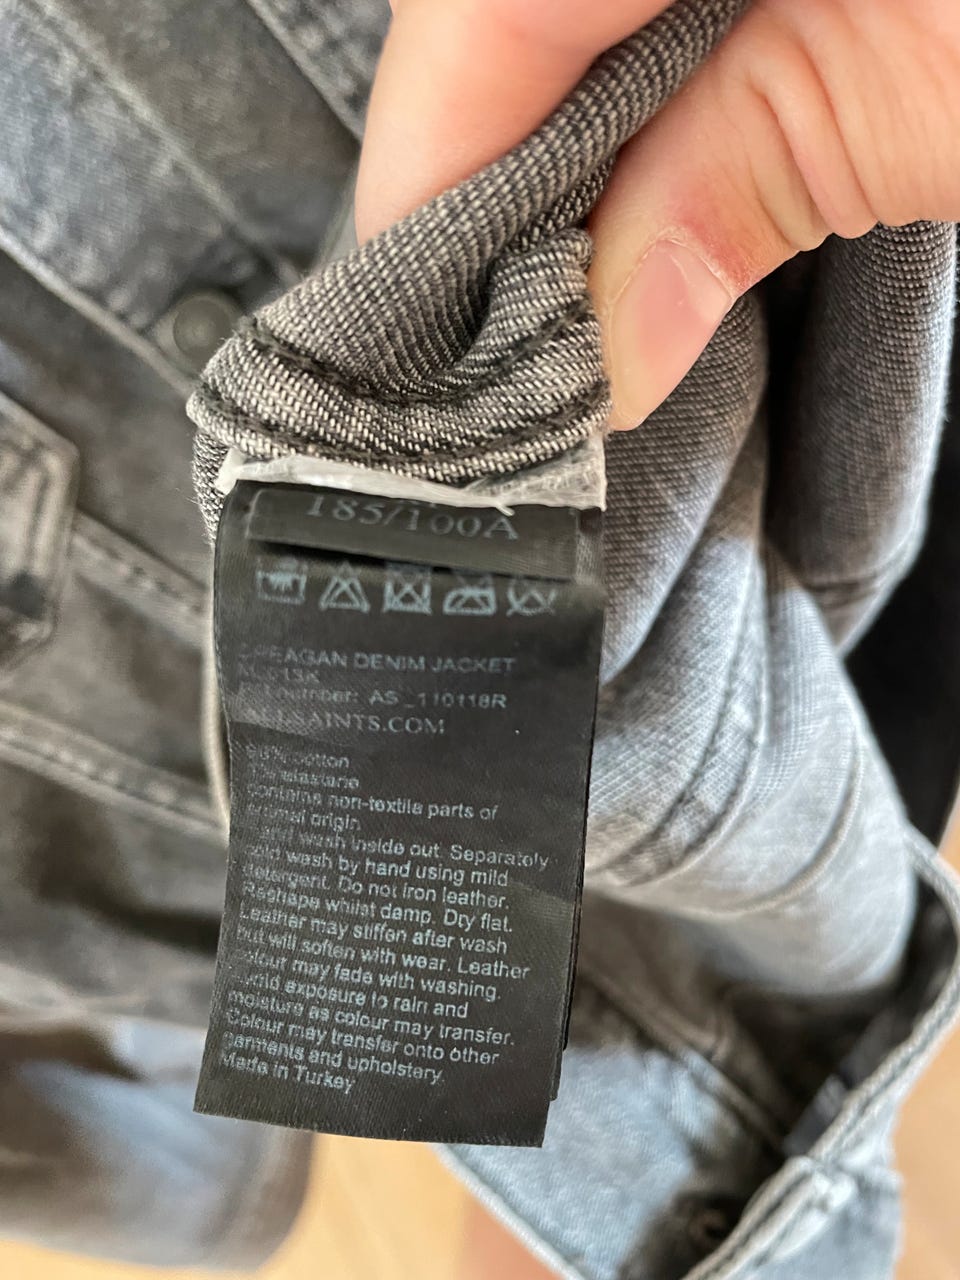 185/100A
DENIM JACKET
number: AS_110118R
SAINTS.COM
cotton
elastane
Contains non-textile parts of
origin
wash inside out. Separately
wash by hand using mild
detergent. Do not iron leather.
Reshape whilst damp. Dry flat.
Leather may stiffen after wash
but will soften with wear. Leather
colour may fade with washing.
Avoid exposure to rain and
moisture as colour may transfer.
Colour may transfer onto other
garments and upholstery.
Made in Turkey